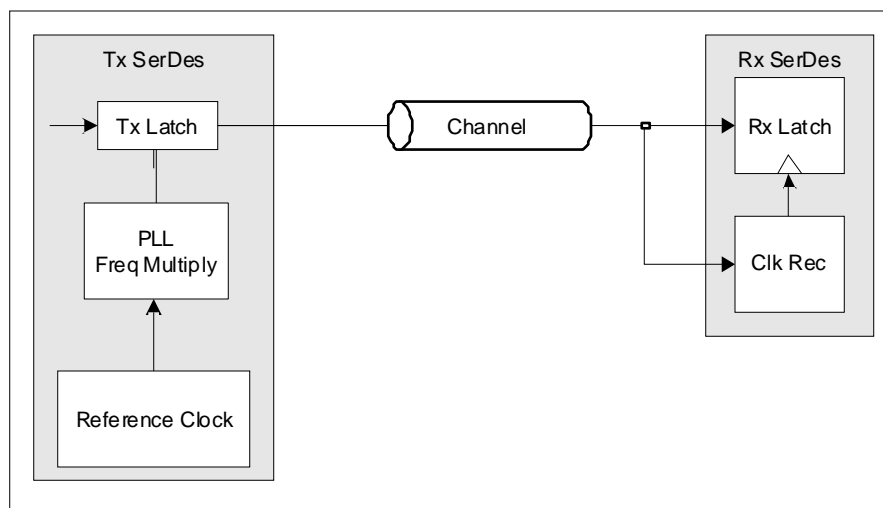 Tx SerDes
Tx Latch
PLL
Freq Multiply
Reference Clock
Channel
Rx SerDes
Rx Latch
Clk Rec